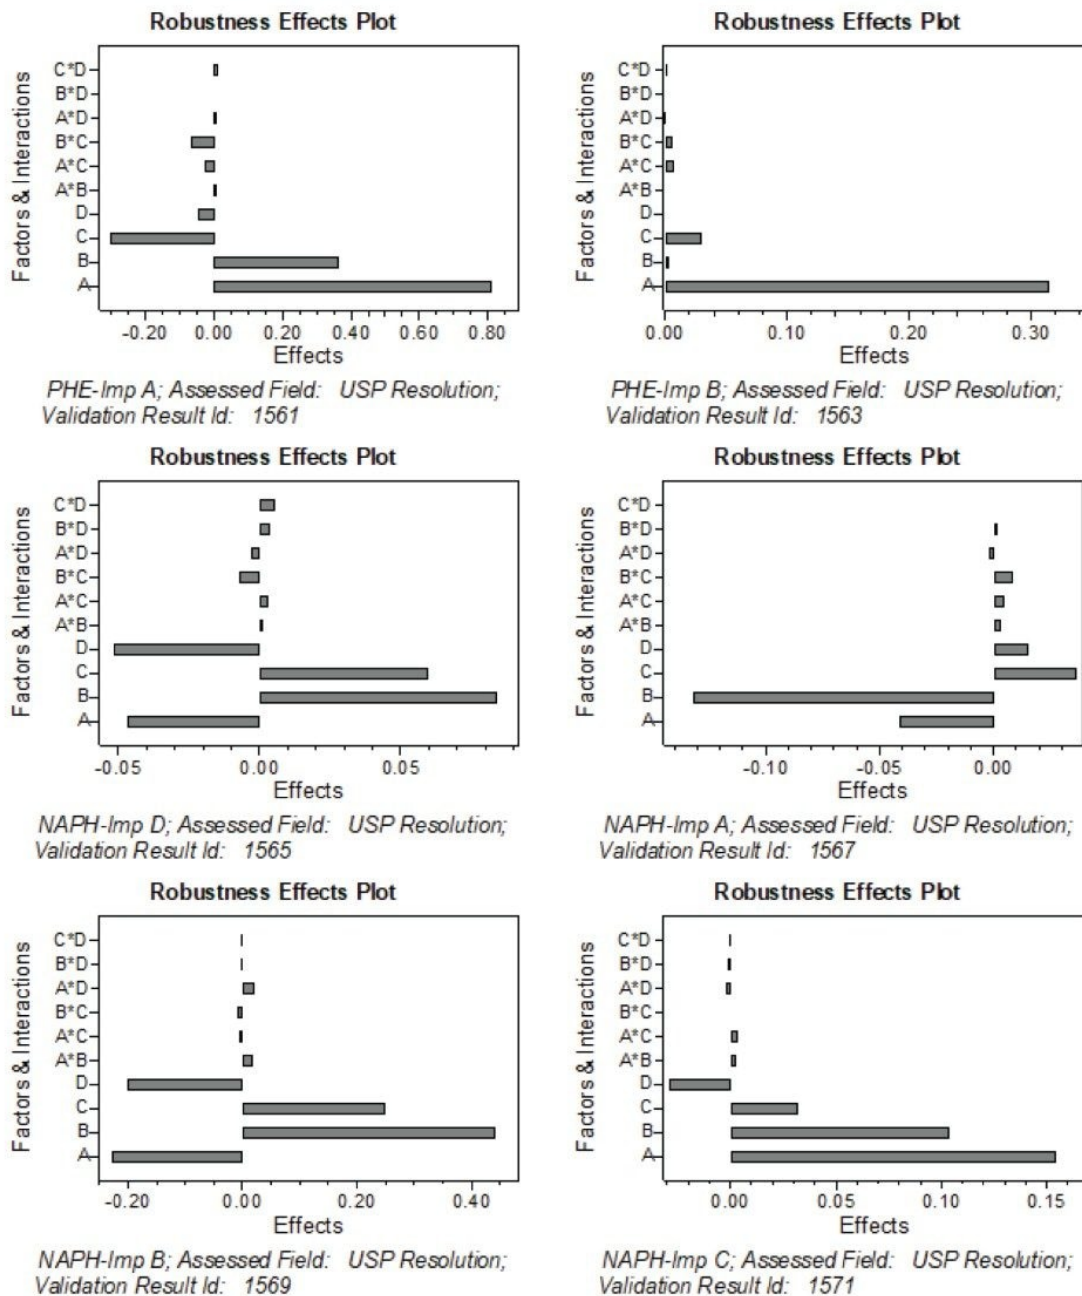 Robustness Effects Plot
Factors & Interactions
C*D
B*D
A*D
B*C
A*C
A*B
D
C
B
A
-0.20 0.00 0.20 0.40 0.60 0.80
Effects
PHE-Imp A; Assessed Field: USP Resolution;
Validation Result Id: 1561
Robustness Effects Plot
Factors & Interactions
C*D
B*D
A*D
B*C
A*C
A*B
D
C
B
A
0.00 0.10 0.20 0.30
Effects
PHE-Imp B; Assessed Field: USP Resolution;
Validation Result Id: 1563
Robustness Effects Plot
Factors & Interactions
C*D
B*D
A*D
B*C
A*C
A*B
D
C
B
A
-0.05 0.00 0.05
Effects
NAPH-Imp D; Assessed Field: USP Resolution;
Validation Result Id: 1565
Robustness Effects Plot
Factors & Interactions
C*D
B*D
A*D
B*C
A*C
A*B
D
C
B
A
-0.10 -0.05 0.00
Effects
NAPH-Imp A; Assessed Field: USP Resolution;
Validation Result Id: 1567
Robustness Effects Plot
Factors & Interactions
C*D
B*D
A*D
B*C
A*C
A*B
D
C
B
A
-0.20 0.00 0.20 0.40
Effects
NAPH-Imp B; Assessed Field: USP Resolution;
Validation Result Id: 1569
Robustness Effects Plot
Factors & Interactions
C*D
B*D
A*D
B*C
A*C
A*B
D
C
B
A
0.00 0.05 0.10 0.15
Effects
NAPH-Imp C; Assessed Field: USP Resolution;
Validation Result Id: 1571